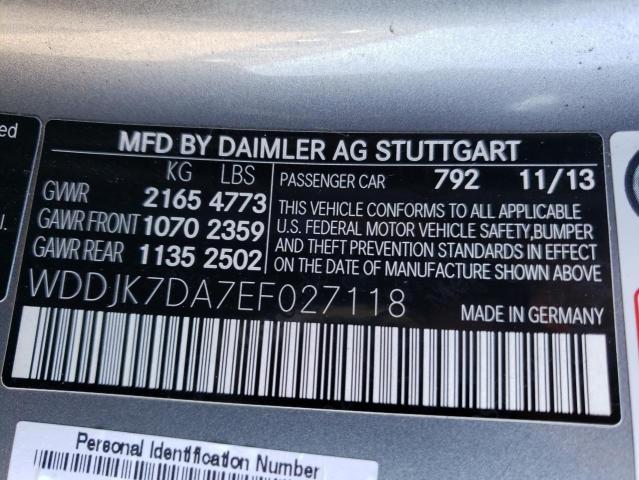 ed
l.
MFD BY DAIMLER AG STUTTGART
KG LBS
GVWR 2165 4773
GAWR FRONT 1070 2359
GAWR REAR 1135 2502
PASSENGER CAR 792 11/13
THIS VEHICLE CONFORMS TO ALL APPLICABLE
U.S. FEDERAL MOTOR VEHICLE SAFETY, BUMPER
AND THEFT PREVENTION STANDARDS IN EFFECT
ON THE DATE OF MANUFACTURE SHOWN ABOVE.
WDDJK7DA7EF027118
MADE IN GERMANY
Personal Identification Number